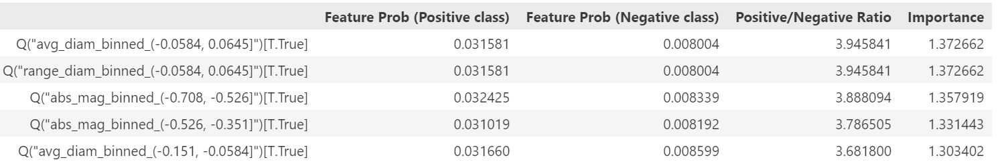 Feature Prob (Positive class) Feature Prob (Negative class) Positive/Negative Ratio Importance
Q("avg_diam_binned_(-0.0584, 0.0645]")[T.True] 0.031581 0.008004 3.945841 1.372662
Q("range_diam_binned_(-0.0584, 0.0645]")[T.True] 0.031581 0.008004 3.945841 1.372662
Q("abs_mag_binned_(-0.708, -0.526]")[T.True] 0.032425 0.008339 3.888094 1.357919
Q("abs_mag_binned_(-0.526, -0.351]")[T.True] 0.031019 0.008192 3.786505 1.331443
Q("avg_diam_binned_(-0.151, -0.0584]")[T.True] 0.031660 0.008599 3.681800 1.303402